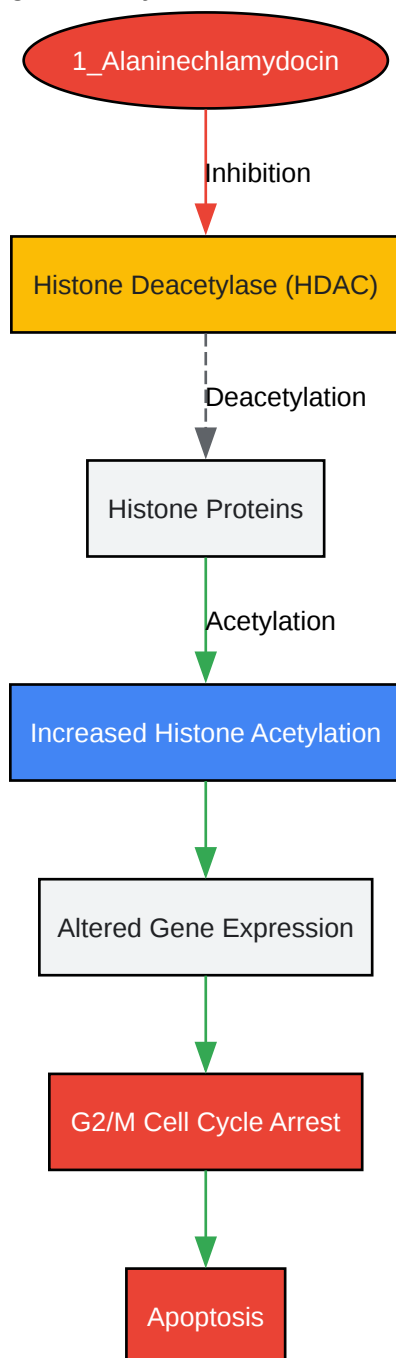 1_Alaninechlamydocin
Inhibition
Histone Deacetylase (HDAC)
Deacetylation
Histone Proteins
Acetylation
Increased Histone Acetylation
Altered Gene Expression
G2/M Cell Cycle Arrest
Apoptosis